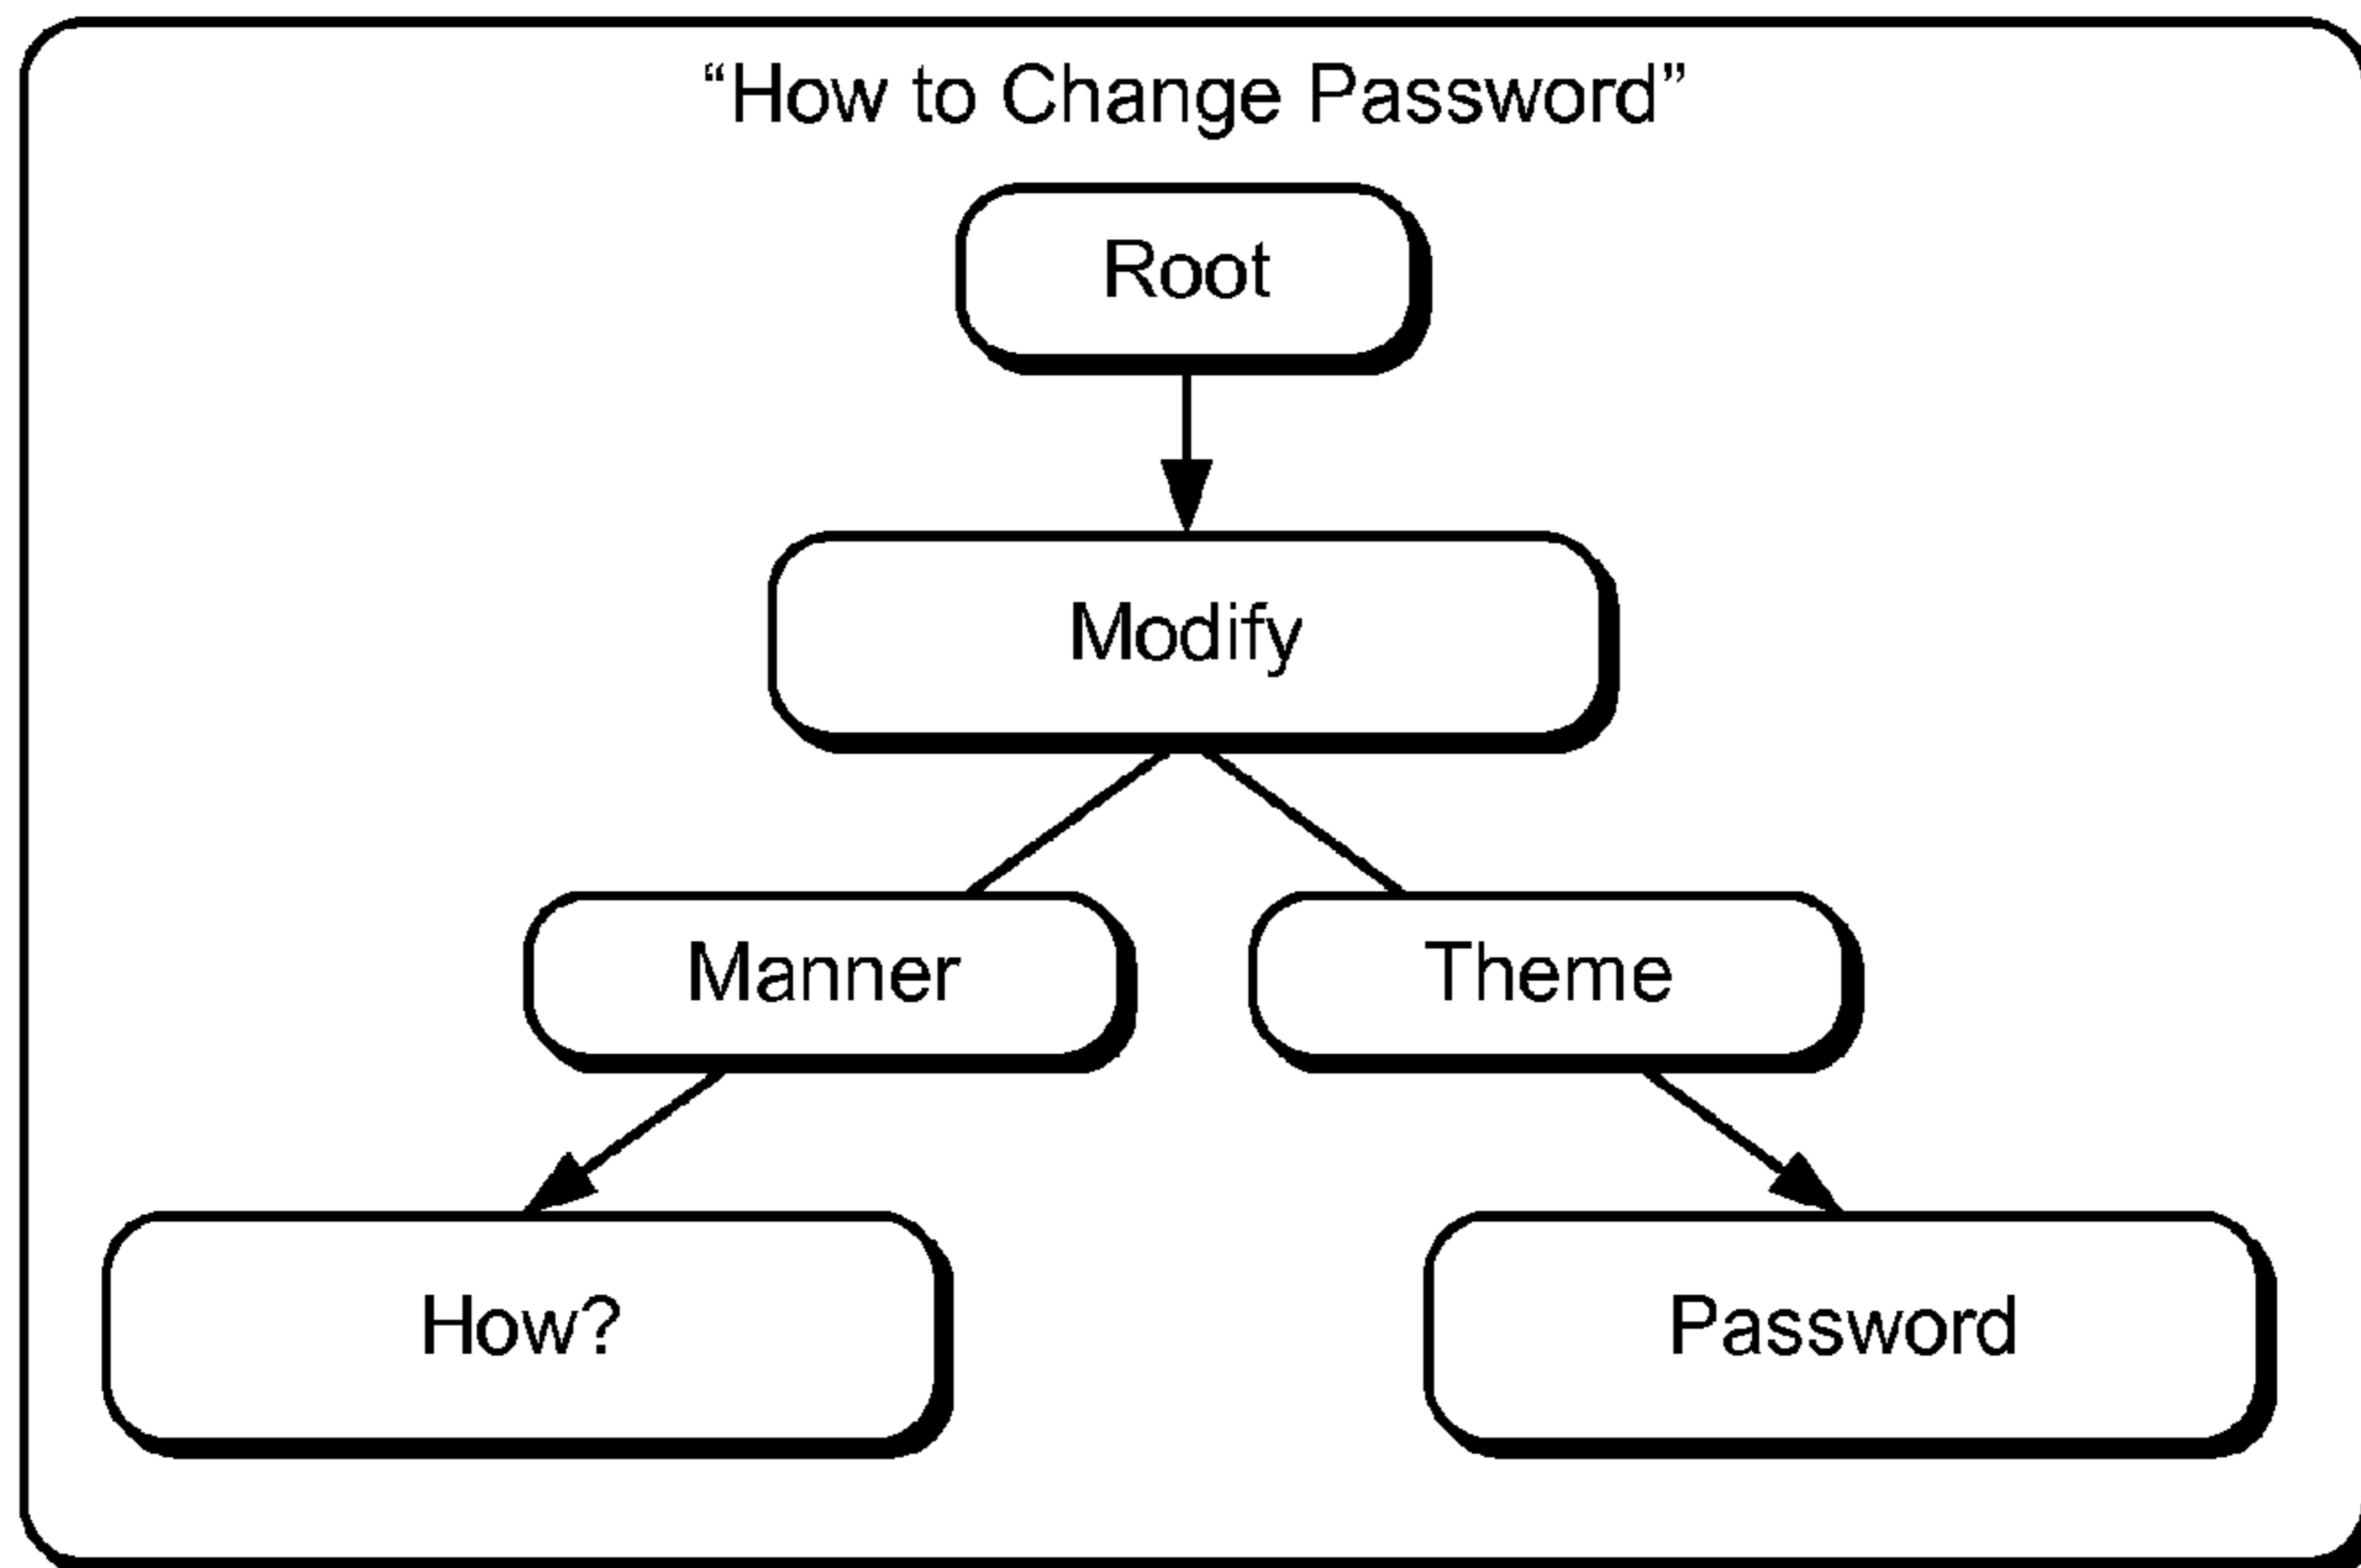 “How to Change Password”
Root
Modify
Manner
Theme
How?
Password